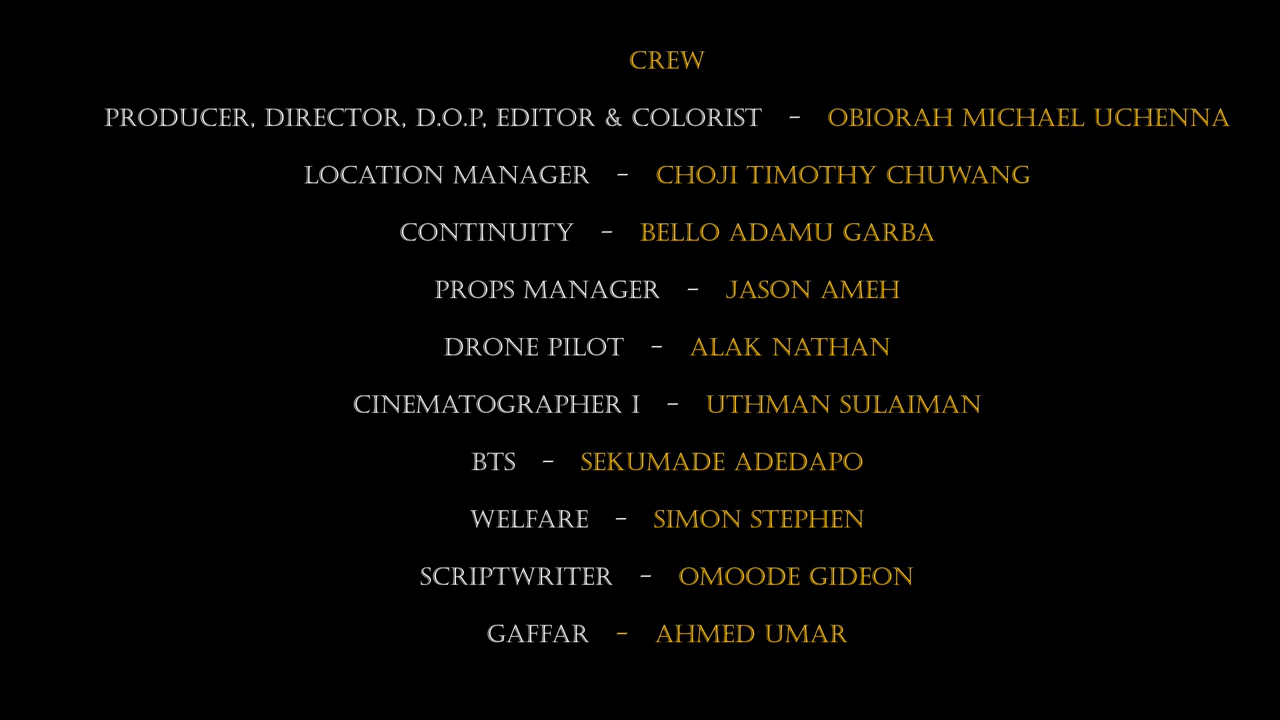 CREW
PRODUCER, DIRECTOR, D.O.P, EDITOR & COLORIST - OBIORAH MICHAEL UCHENNA
LOCATION MANAGER - CHOJI TIMOTHY CHUWANG
CONTINUITY - BELLO ADAMU GARBA
PROPS MANAGER - JASON AMEH
DRONE PILOT - ALAK NATHAN
CINEMATOGRAPHER I - UTHMAN SULAIMAN
BTS - SEKUMADE ADEDAPO
WELFARE - SIMON STEPHEN
SCRIPTWRITER - OMOODE GIDEON
GAFFAR - AHMED UMAR